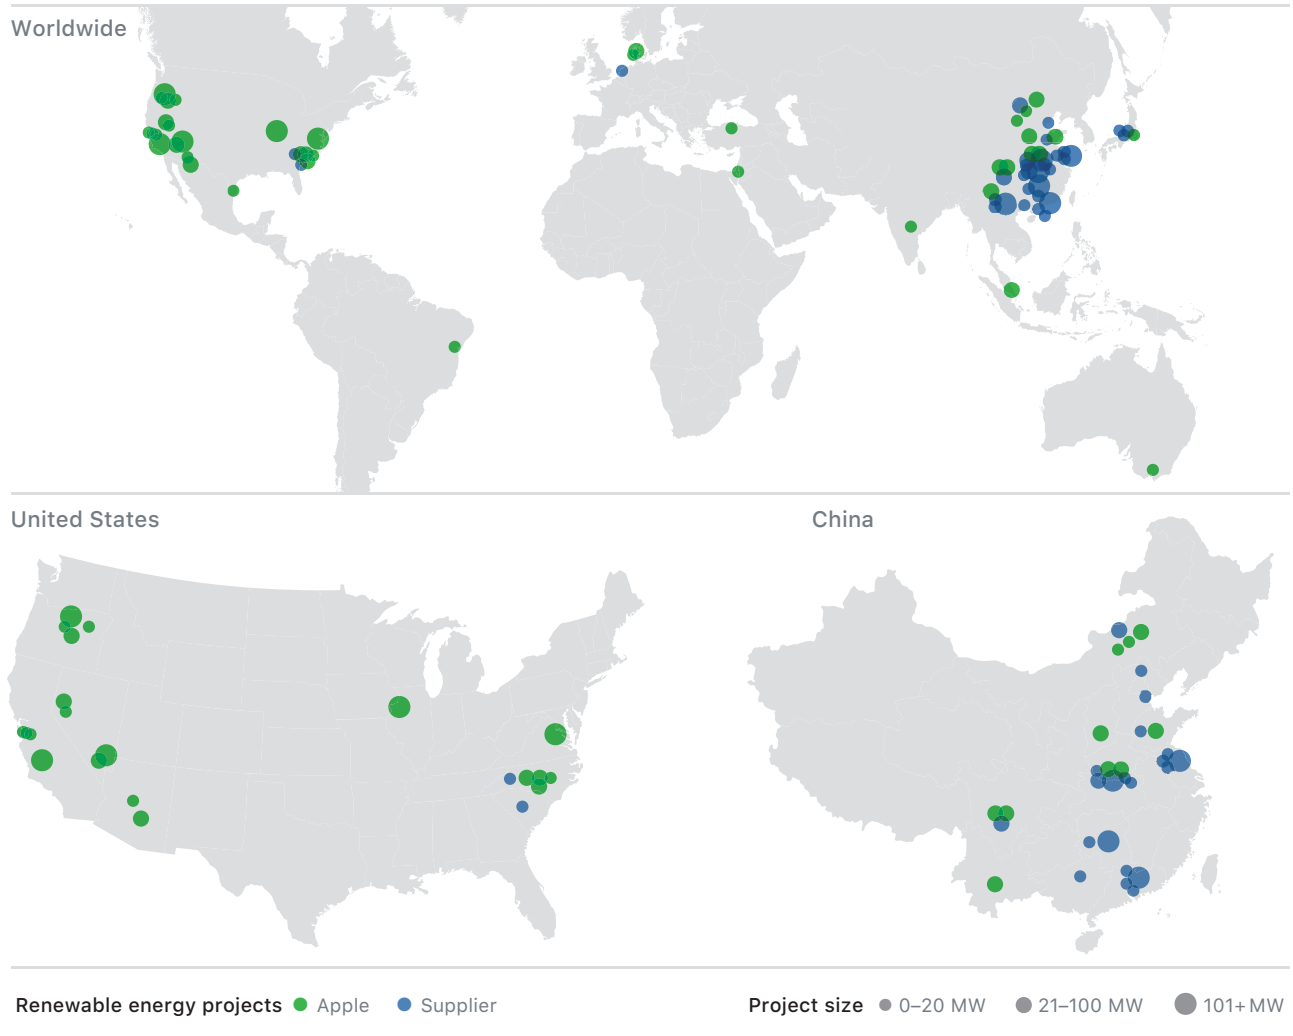 Worldwide
United States
China
Renewable energy projects Apple Supplier Project size 0–20 MW 21–100 MW 101+ MW